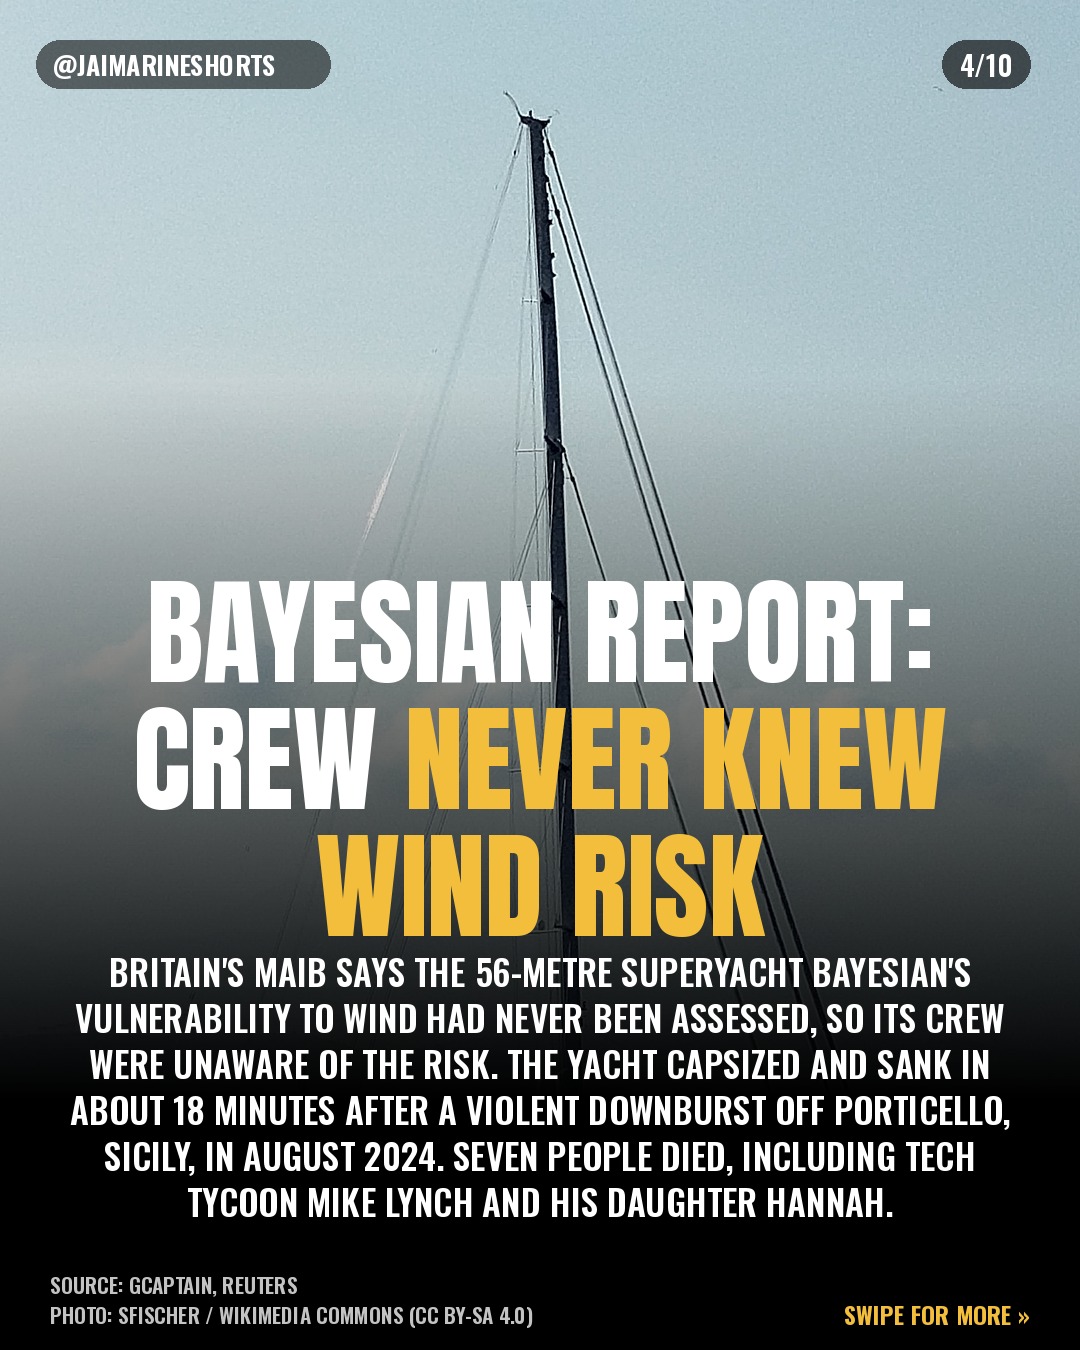 @JAIMARINESHORTS
4/10
BAYESIAN REPORT:
CREW NEVER KNEW
WIND RISK
BRITAIN'S MAIB SAYS THE 56-METRE SUPERYACHT BAYESIAN'S
VULNERABILITY TO WIND HAD NEVER BEEN ASSESSED, SO ITS CREW
WERE UNAWARE OF THE RISK. THE YACHT CAPSIZED AND SANK IN
ABOUT 18 MINUTES AFTER A VIOLENT DOWNBURST OFF PORTICELLO,
SICILY, IN AUGUST 2024. SEVEN PEOPLE DIED, INCLUDING TECH
TYCOON MIKE LYNCH AND HIS DAUGHTER HANNAH.
SOURCE: GCAPTAIN, REUTERS
PHOTO: SFISCHER / WIKIMEDIA COMMONS (CC BY-SA 4.0)
SWIPE FOR MORE »